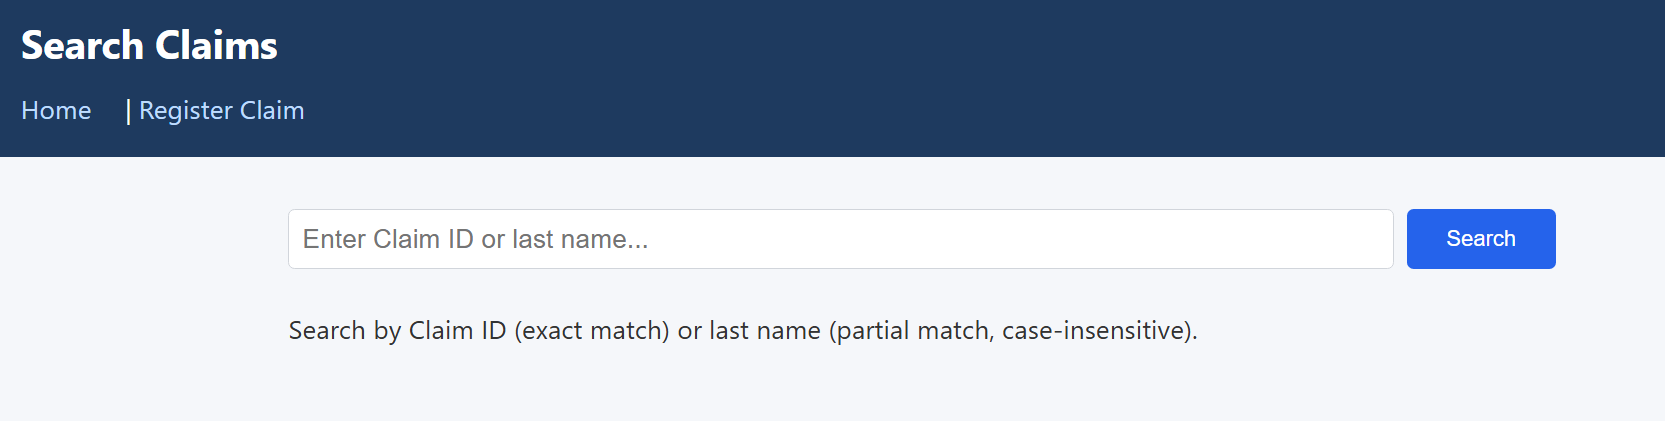 Search Claims
Home | Register Claim
Enter Claim ID or last name...
Search
Search by Claim ID (exact match) or last name (partial match, case-insensitive).